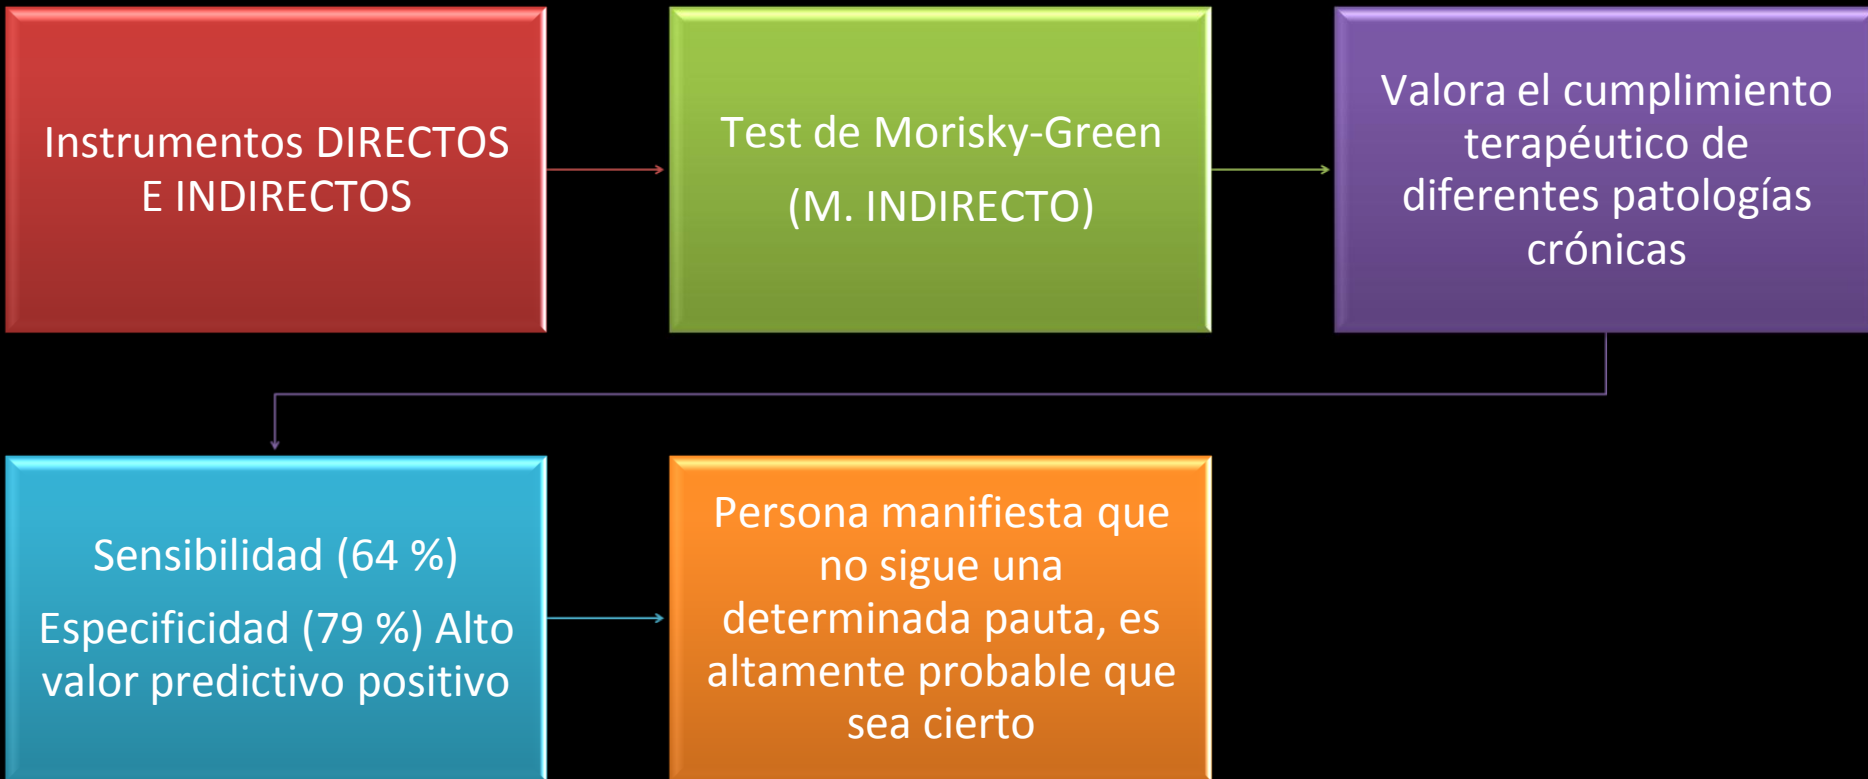 Instrumentos DIRECTOS
E INDIRECTOS
Test de Morisky-Green
(M. INDIRECTO)
Valora el cumplimiento
terapéutico de
diferentes patologías
crónicas
Sensibilidad (64 %)
Especificidad (79 %) Alto
valor predictivo positivo
Persona manifiesta que
no sigue una
determinada pauta, es
altamente probable que
sea cierto